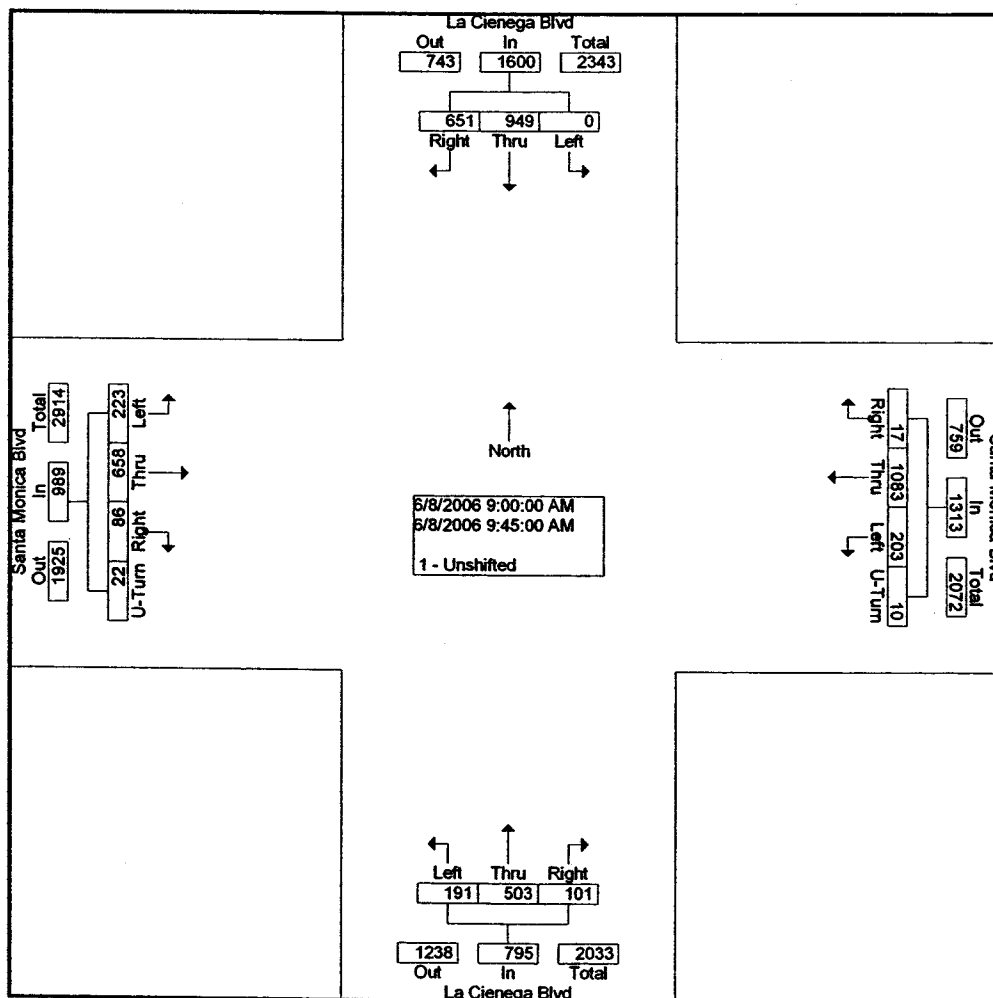 La Cienega Blvd
Out In Total
743 1600 2343
651 949 0
Right Thru Left
Santa Monica Blvd
Total In Out
2914 989 1925
223 658 86 22
Left Thru Right U-Turn
North
6/8/2006 9:00:00 AM
6/8/2006 9:45:00 AM
1 - Unshifted
Right Thru Left U-Turn
17 1083 203 10
Out In Total
759 1313 2072
Left Thru Right
191 503 101
1238 795 2033
Out In Total
La Cienega Blvd